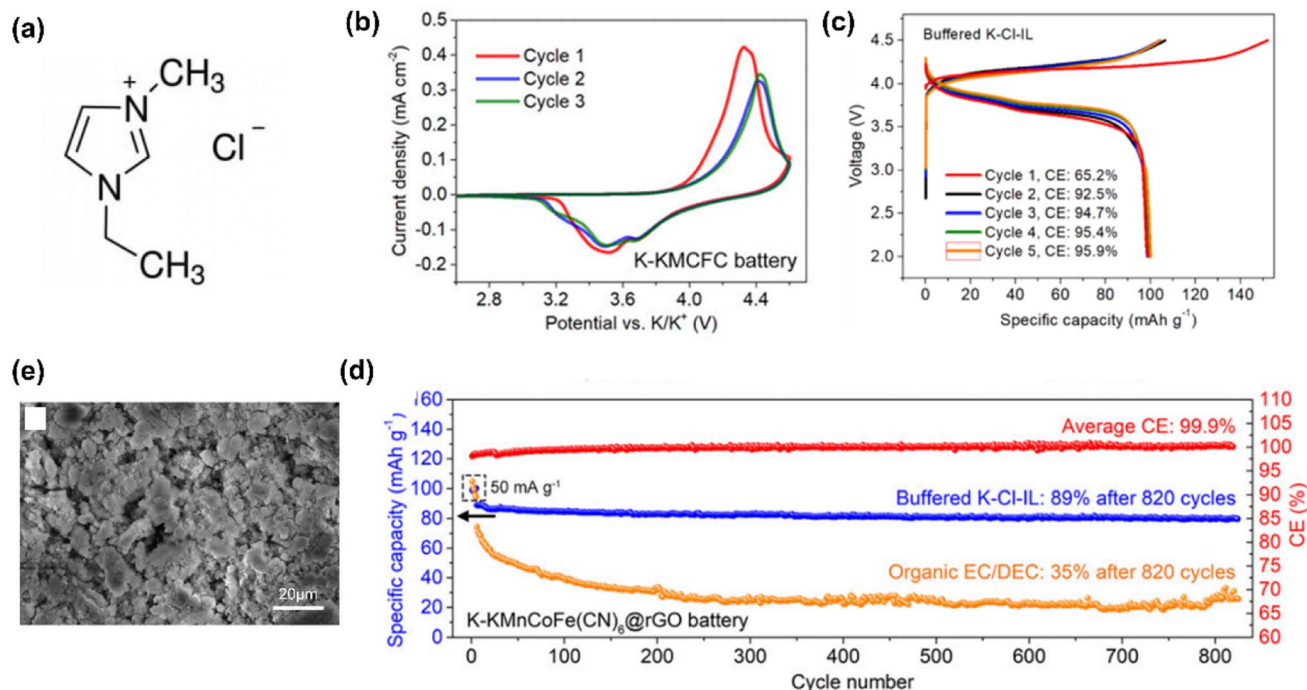 (a)
CH₃
+
N
Cl⁻
N
CH₃
(b)
Current density (mA cm⁻²)
0.5
0.4
0.3
0.2
0.1
0.0
-0.1
-0.2
Cycle 1
Cycle 2
Cycle 3
K-KMCFC battery
2.8 3.2 3.6 4.0 4.4
Potential vs. K/K⁺ (V)
(c)
Buffered K-Cl-IL
Voltage (V)
4.5
4.0
3.5
3.0
2.5
2.0
Cycle 1, CE: 65.2%
Cycle 2, CE: 92.5%
Cycle 3, CE: 94.7%
Cycle 4, CE: 95.4%
Cycle 5, CE: 95.9%
0 20 40 60 80 100 120 140 160
Specific capacity (mAh g⁻¹)
(e)
20μm
(d)
Specific capacity (mAh g⁻¹)
160
140
120
100
80
60
40
20
0
50 mA g⁻¹
Average CE: 99.9%
Buffered K-Cl-IL: 89% after 820 cycles
Organic EC/DEC: 35% after 820 cycles
K-KMnCoFe(CN)₆@rGO battery
0 100 200 300 400 500 600 700 800
Cycle number
110
105
100
95
90
85
80
75
70
65
60
CE (%)